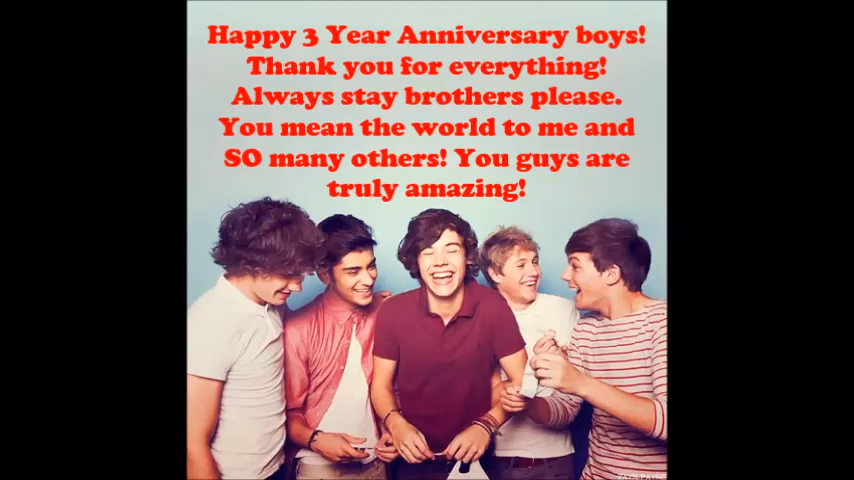 Happy 3 Year Anniversary boys!
Thank you for everything!
Always stay brothers please.
You mean the world to me and
SO many others! You guys are
truly amazing!